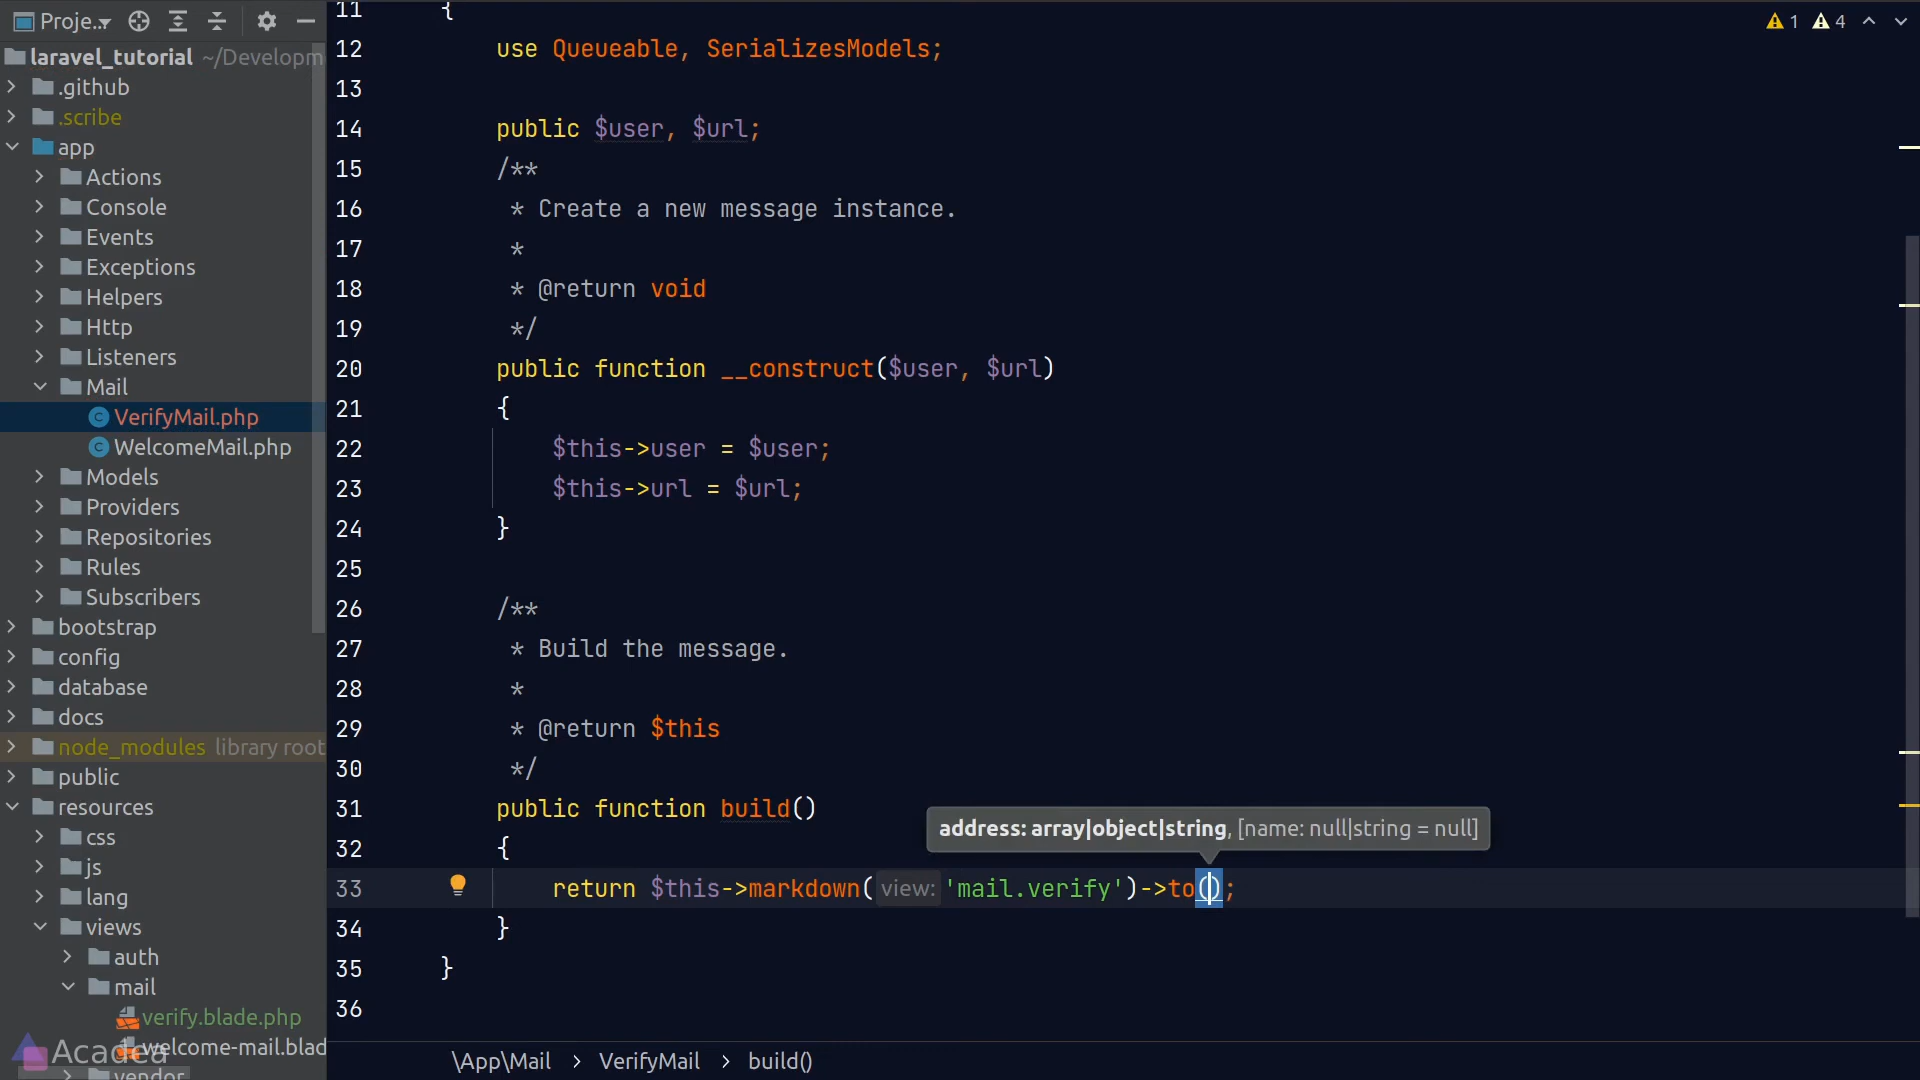 Proje...
laravel_tutorial ~/Developm
.github
.scribe
app
Actions
Console
Events
Exceptions
Helpers
Http
Listeners
Mail
VerifyMail.php
WelcomeMail.php
Models
Providers
Repositories
Rules
Subscribers
bootstrap
config
database
docs
node_modules library root
public
resources
css
js
lang
views
auth
mail
verify.blade.php
welcome-mail.blad
vendor
Acadea
1 4
11 {
12 use Queueable, SerializesModels;
13
14 public $user, $url;
15 /**
16 * Create a new message instance.
17 *
18 * @return void
19 */
20 public function __construct($user, $url)
21 {
22 $this->user = $user;
23 $this->url = $url;
24 }
25
26 /**
27 * Build the message.
28 *
29 * @return $this
30 */
31 public function build()
address: array|object|string, [name: null|string = null]
32 {
33 return $this->markdown( view: 'mail.verify')->to();
34 }
35 }
36
\App\Mail > VerifyMail > build()